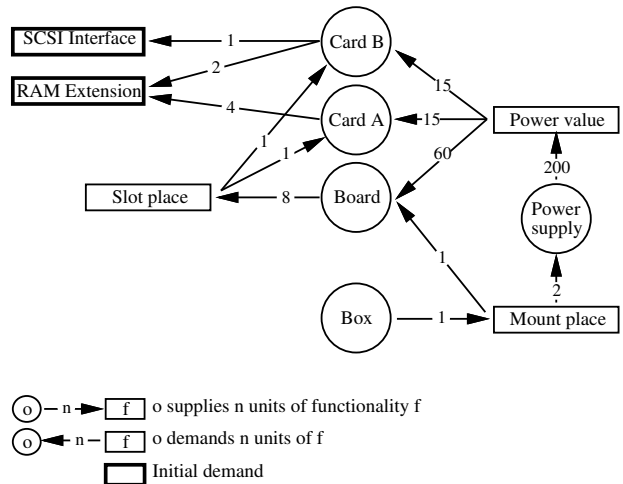 SCSI Interface
1
Card B
RAM Extension
2
15
4
Card A
15
Power value
1
1
60
200
Slot place
8
Board
Power
supply
1
2
Box
1
Mount place
o n f o supplies n units of functionality f
o n f o demands n units of f
Initial demand